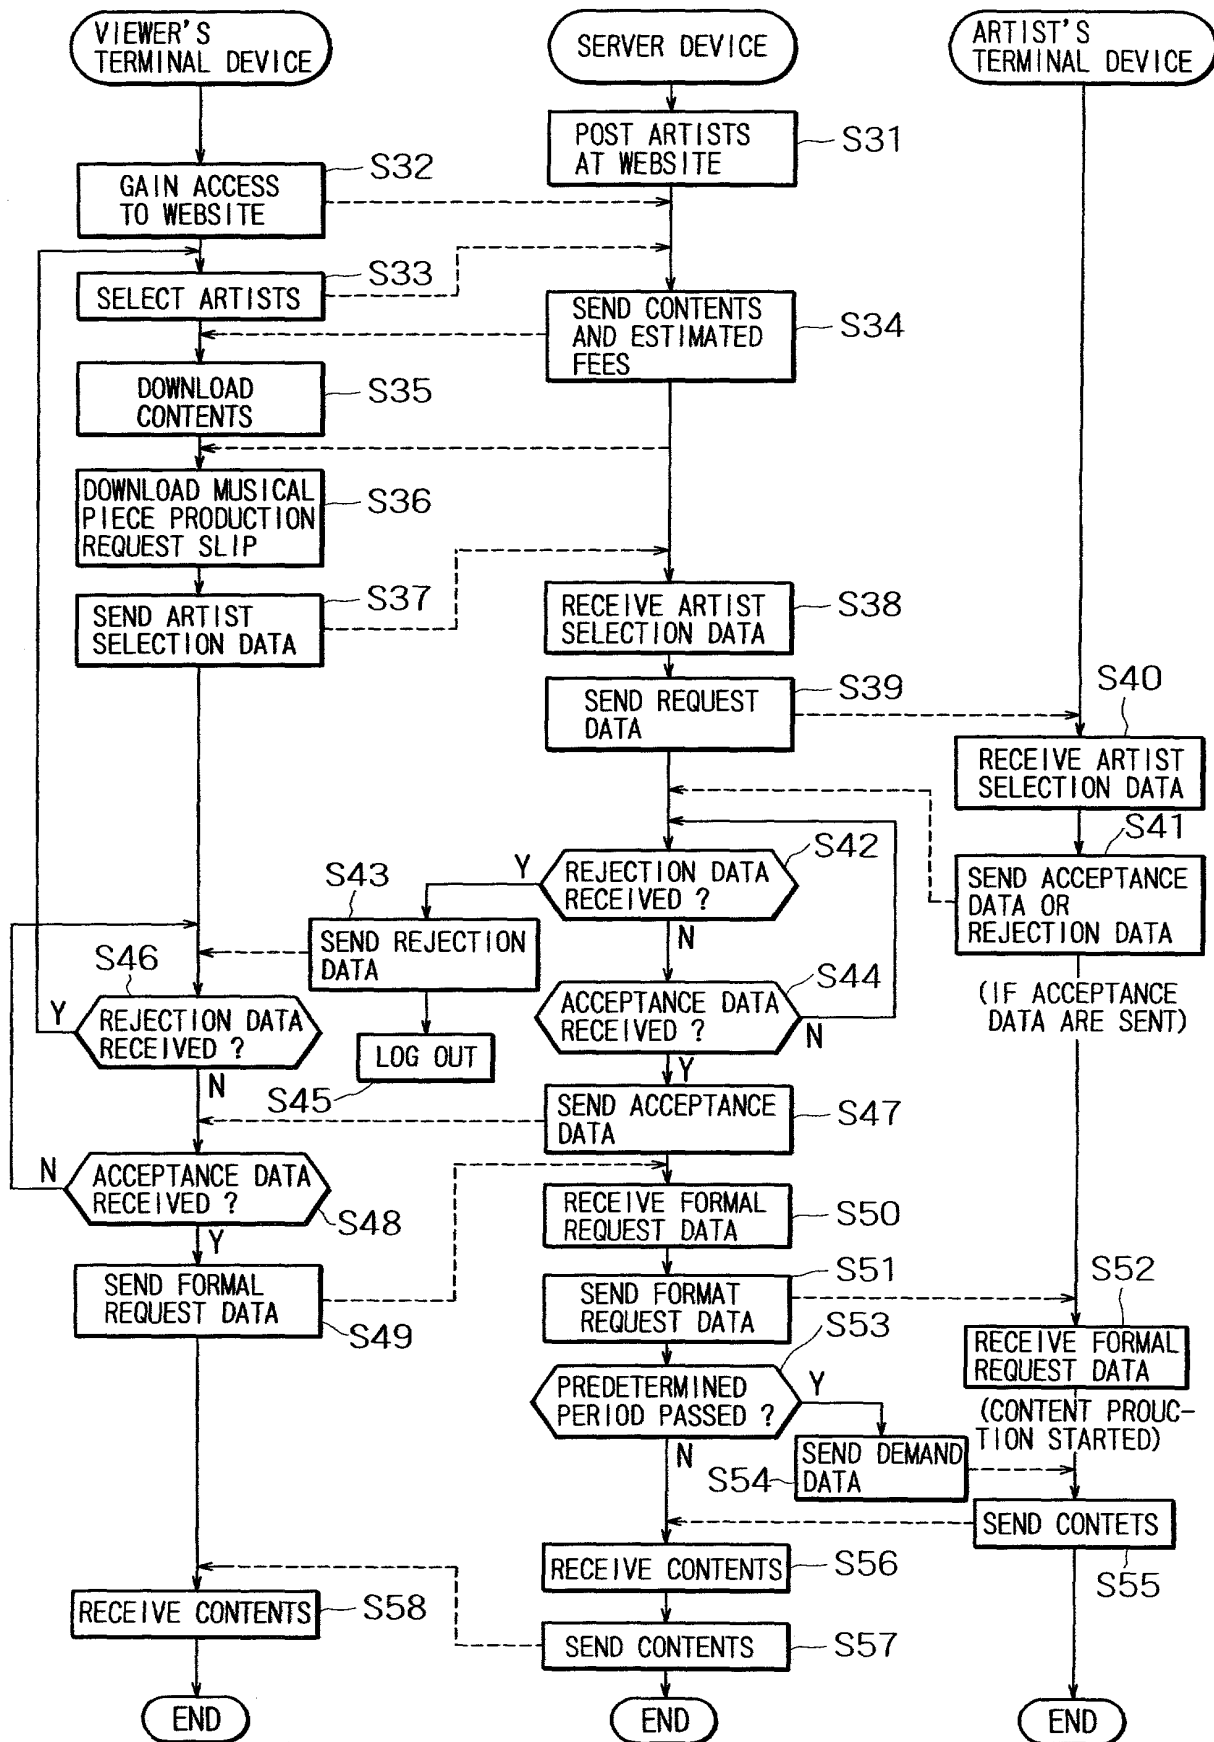 VIEWER'S
TERMINAL DEVICE
SERVER DEVICE
ARTIST'S
TERMINAL DEVICE
POST ARTISTS
AT WEBSITE
S31
GAIN ACCESS
TO WEBSITE
S32
SELECT ARTISTS
S33
SEND CONTENTS
AND ESTIMATED
FEES
S34
DOWNLOAD
CONTENTS
S35
DOWNLOAD MUSICAL
PIECE PRODUCTION
REQUEST SLIP
S36
SEND ARTIST
SELECTION DATA
S37
RECEIVE ARTIST
SELECTION DATA
S38
SEND REQUEST
DATA
S39
S40
RECEIVE ARTIST
SELECTION DATA
S41
SEND ACCEPTANCE
DATA OR
REJECTION DATA
(IF ACCEPTANCE
DATA ARE SENT)
REJECTION DATA
RECEIVED ?
S42
Y
N
S43
SEND REJECTION
DATA
ACCEPTANCE DATA
RECEIVED ?
S44
N
Y
LOG OUT
S45
S46
REJECTION DATA
RECEIVED ?
Y
N
SEND ACCEPTANCE
DATA
S47
ACCEPTANCE DATA
RECEIVED ?
N
S48
Y
SEND FORMAL
REQUEST DATA
S49
RECEIVE FORMAL
REQUEST DATA
S50
SEND FORMAT
REQUEST DATA
S51
S52
RECEIVE FORMAL
REQUEST DATA
(CONTENT PROUC-
TION STARTED)
PREDETERMINED
PERIOD PASSED ?
S53
Y
N
SEND DEMAND
DATA
S54
SEND CONTETS
S55
RECEIVE CONTENTS
S56
SEND CONTENTS
S57
RECEIVE CONTENTS
S58
END
END
END